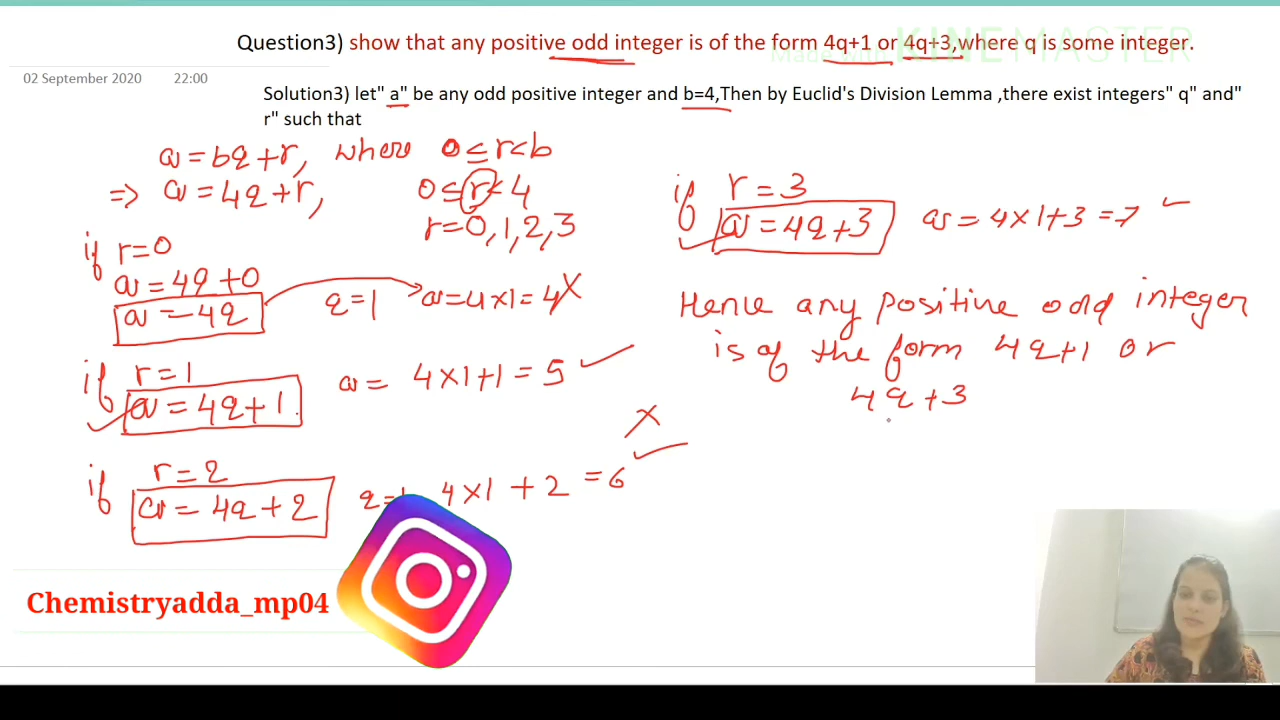 Question3) show that any positive odd integer is of the form 4q+1 or 4q+3,where q is some integer.
Made with KINEMASTER
02 September 2020 22:00
Solution3) let" a" be any odd positive integer and b=4,Then by Euclid's Division Lemma ,there exist integers" q" and"
r" such that
a = bq+r, where 0≤r<b
⇒ a = 4q+r, 0≤r<4
r=0,1,2,3
if r=0
a = 4q+0
a = 4q q=1 a=4×1=4 ×
if r=1
a = 4q+1 a= 4×1+1=5 ✓
if r=2
a = 4q+2 4×1+2=6 × ✓
if r=3
a = 4q+3 a=4×1+3=7 ✓
Hence any positive odd integer
is of the form 4q+1 or
4q+3
Chemistryadda_mp04